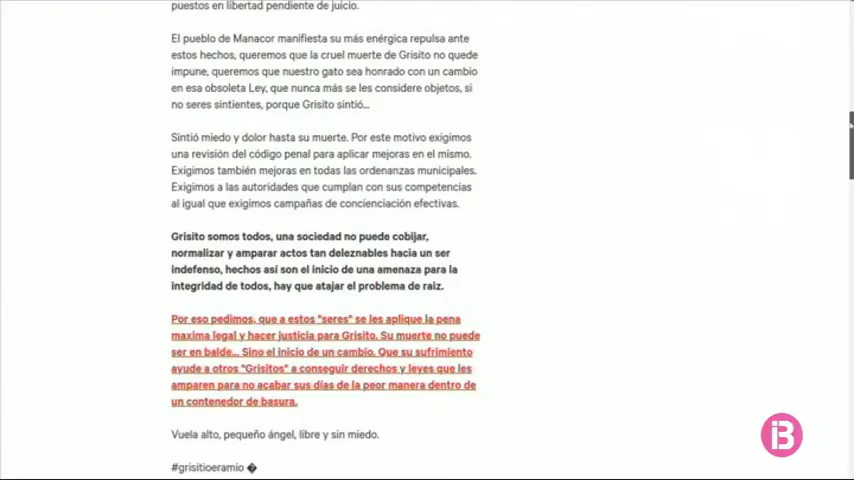 puestos en libertad pendiente de juicio.
El pueblo de Manacor manifiesta su más enérgica repulsa ante
estos hechos, queremos que la cruel muerte de Grisito no quede
impune, queremos que nuestro gato sea honrado con un cambio
en esa obsoleta Ley, que nunca más se les considere objetos, si
no seres sintientes, porque Grisito sintió...
Sintió miedo y dolor hasta su muerte. Por este motivo exigimos
una revisión del código penal para aplicar mejoras en el mismo.
Exigimos también mejoras en todas las ordenanzas municipales.
Exigimos a las autoridades que cumplan con sus competencias
al igual que exigimos campañas de concienciación efectivas.
Grisito somos todos, una sociedad no puede cobijar,
normalizar y amparar actos tan deleznables hacia un ser
indefenso, hechos así son el inicio de una amenaza para la
integridad de todos, hay que atajar el problema de raiz.
Por eso pedimos, que a estos "seres" se les aplique la pena
maxima legal y hacer justicia para Grisito. Su muerte no puede
ser en balde... Sino el inicio de un cambio. Que su sufrimiento
ayude a otros "Grisitos" a conseguir derechos y leyes que les
amparen para no acabar sus días de la peor manera dentro de
un contenedor de basura.
Vuela alto, pequeño ángel, libre y sin miedo.
#grisitioeramio �